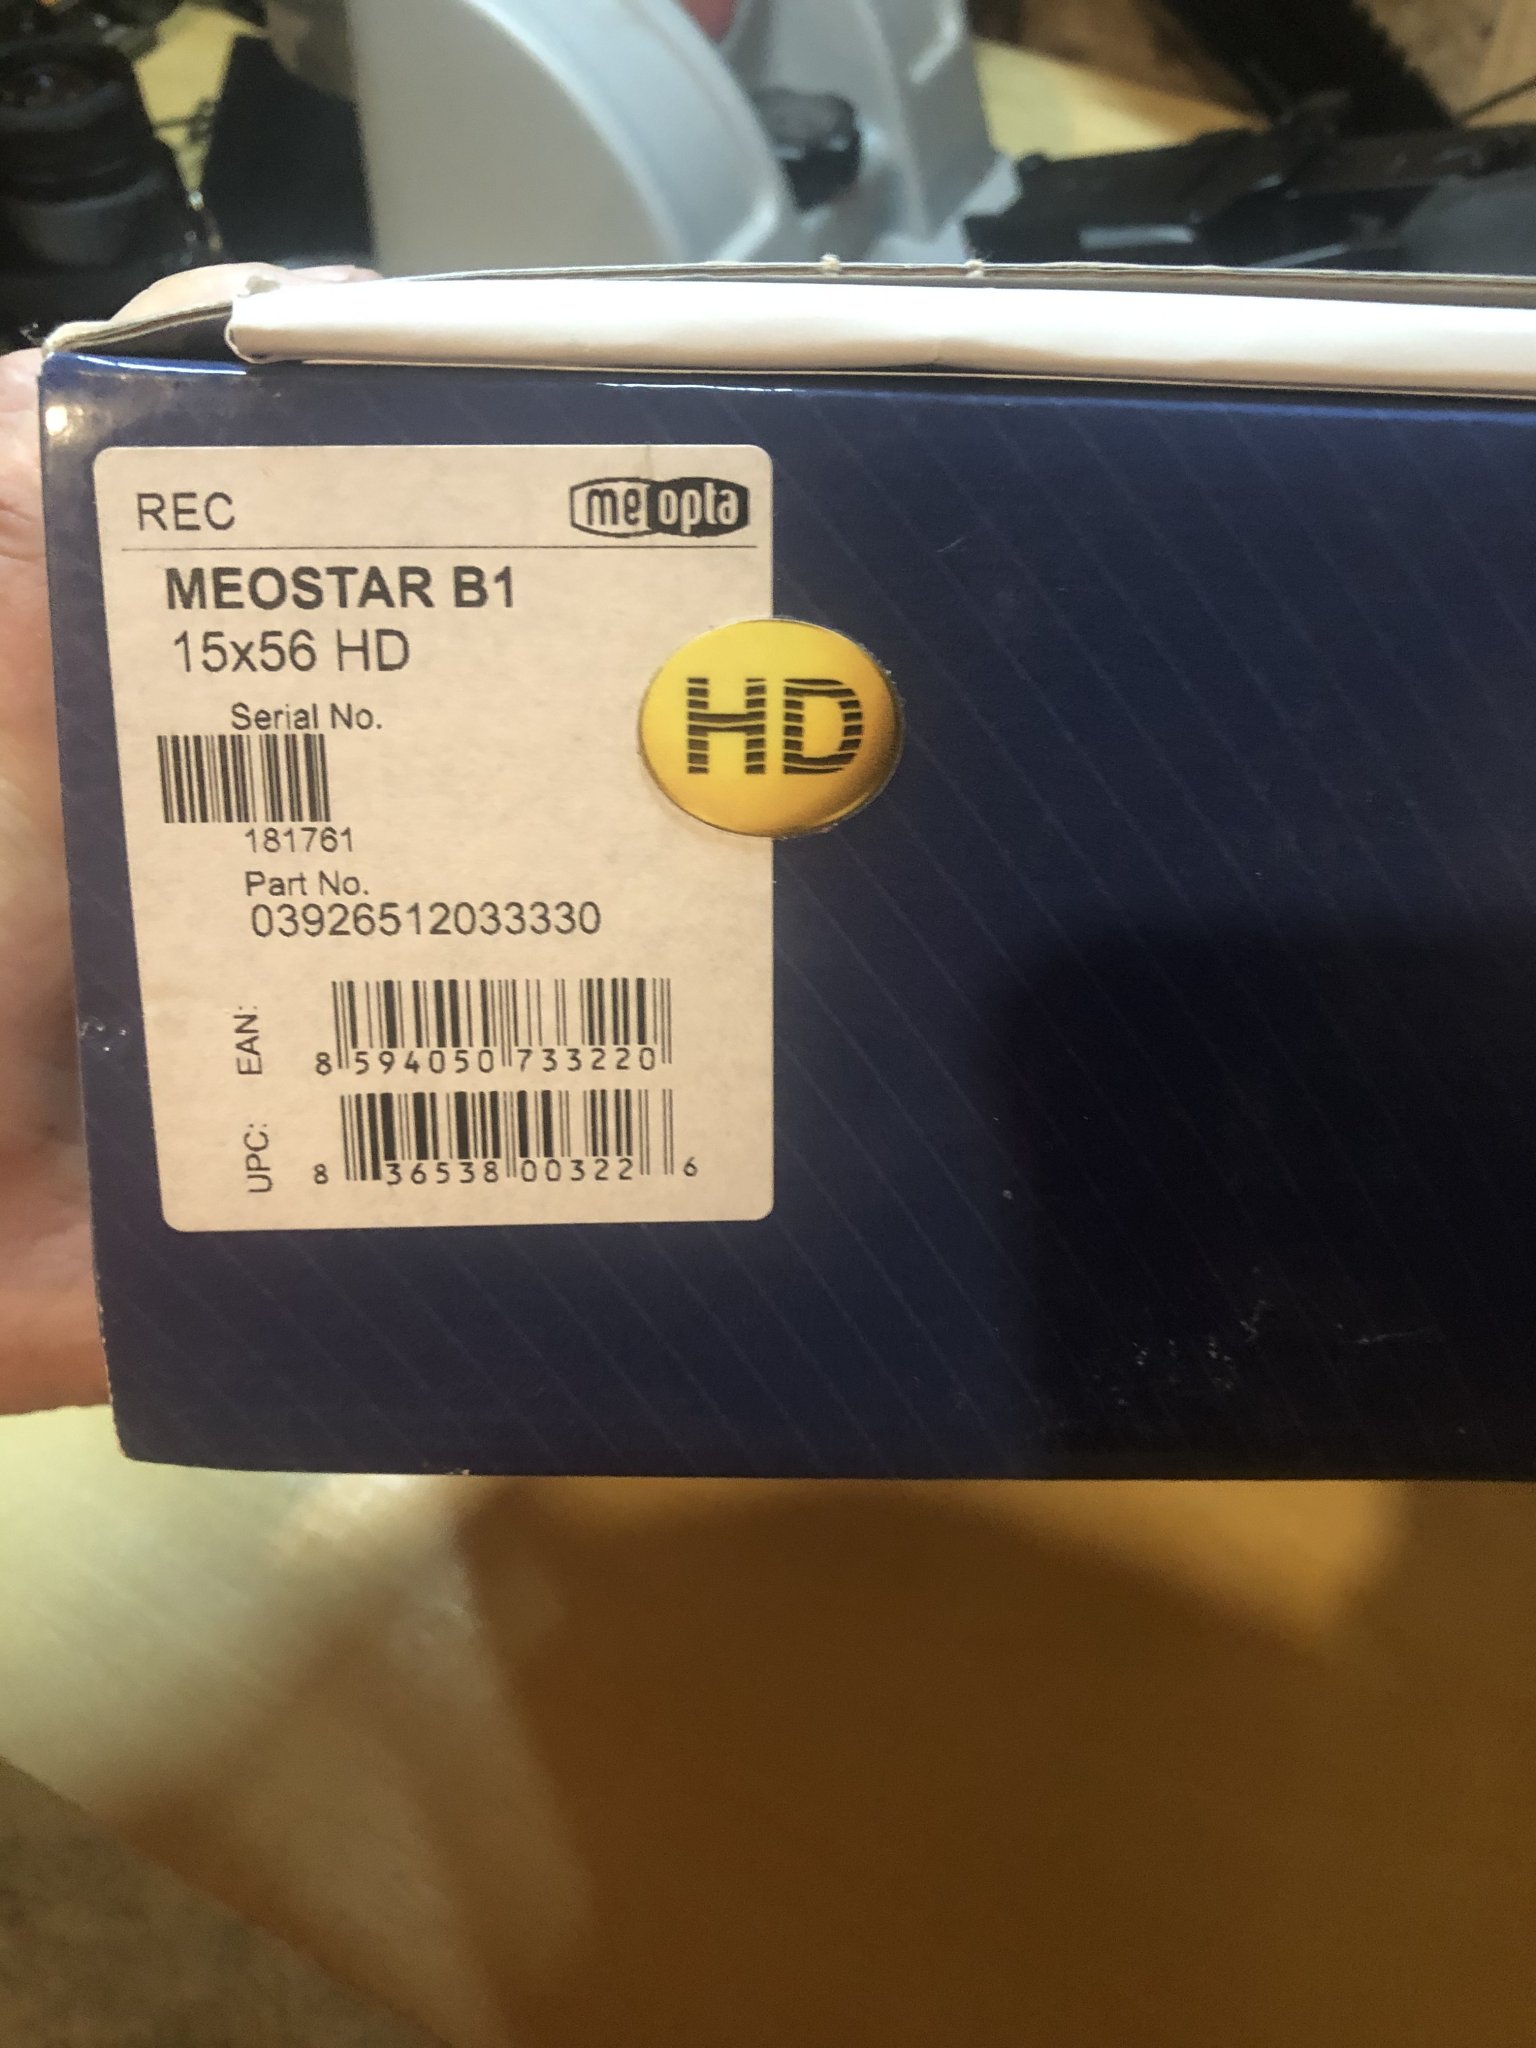 REC
meopta
MEOSTAR B1
15x56 HD
HD
Serial No.
181761
Part No.
03926512033330
EAN:
8 594050 733220
UPC:
8 36538 00322 6